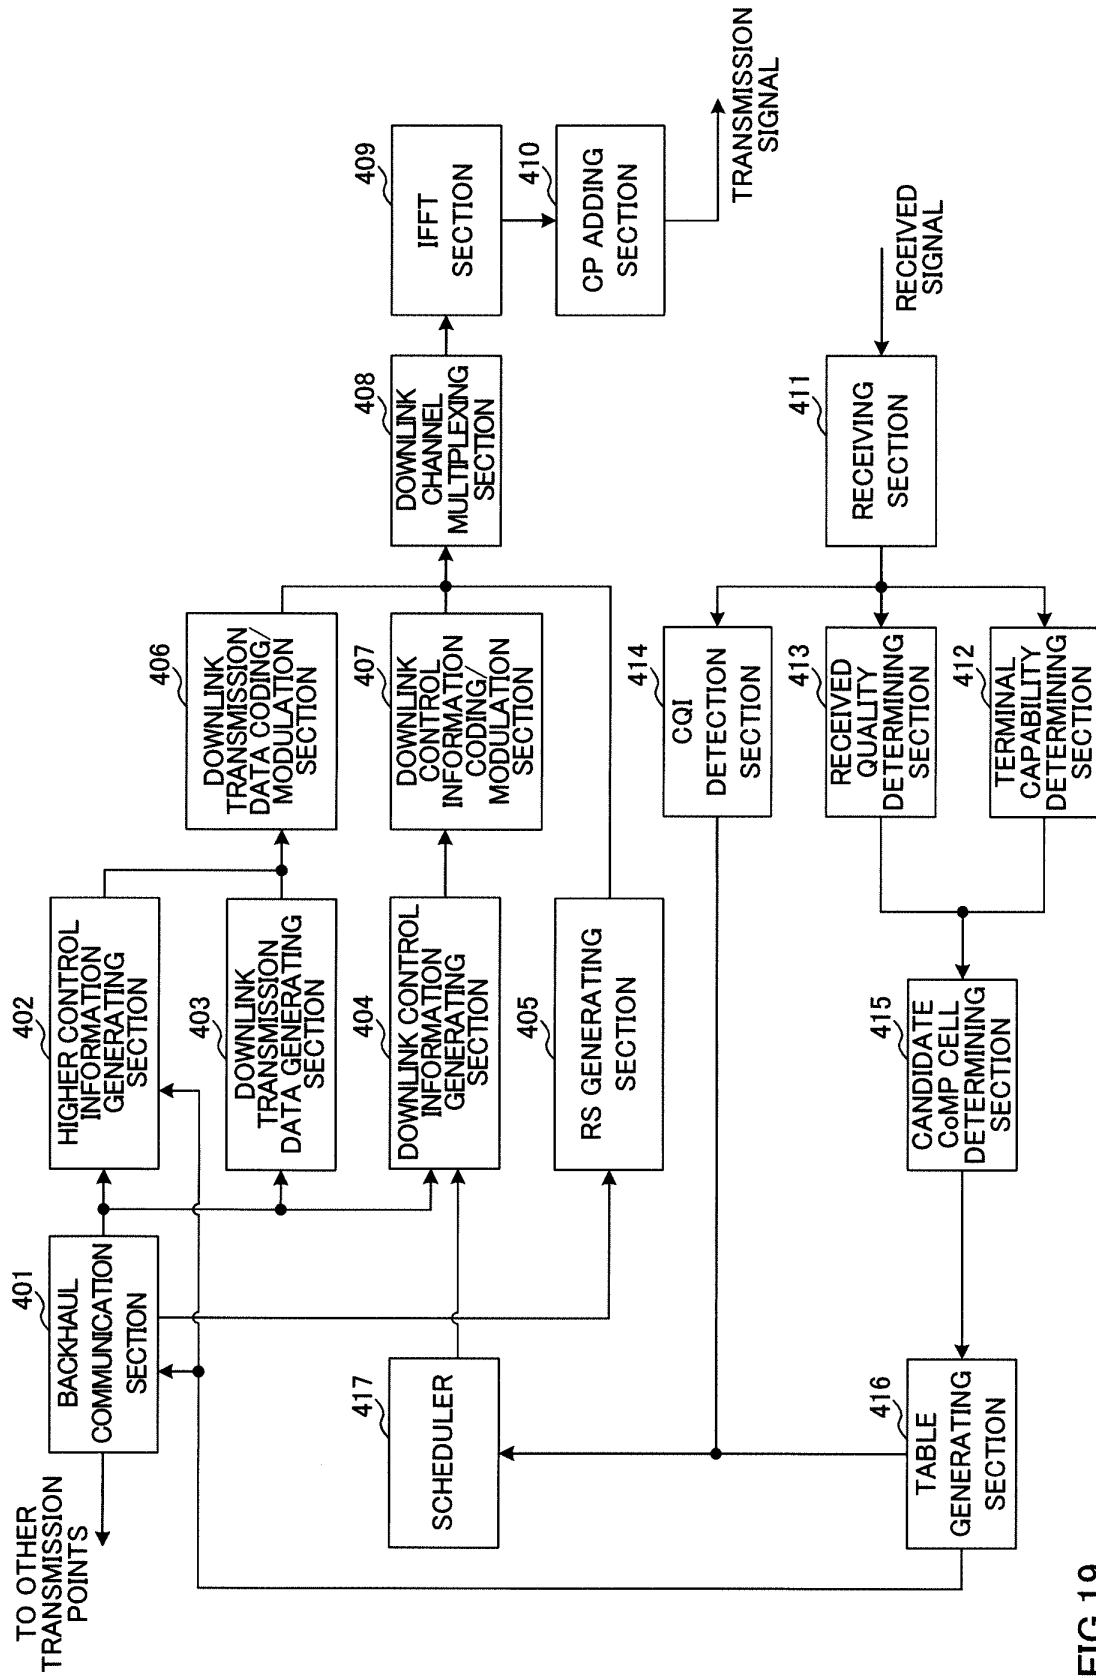 TO OTHER
TRANSMISSION
POINTS
401
BACKHAUL
COMMUNICATION
SECTION
402
HIGHER CONTROL
INFORMATION
GENERATING
SECTION
403
DOWNLINK
TRANSMISSION
DATA GENERATING
SECTION
404
DOWNLINK CONTROL
INFORMATION
GENERATING
SECTION
405
RS GENERATING
SECTION
406
DOWNLINK
TRANSMISSION
DATA CODING/
MODULATION
SECTION
407
DOWNLINK
CONTROL
INFORMATION
CODING/
MODULATION
SECTION
408
DOWNLINK
CHANNEL
MULTIPLEXING
SECTION
409
IFFT
SECTION
410
CP ADDING
SECTION
TRANSMISSION
SIGNAL
417
SCHEDULER
414
CQI
DETECTION
SECTION
413
RECEIVED
QUALITY
DETERMINING
SECTION
412
TERMINAL
CAPABILITY
DETERMINING
SECTION
411
RECEIVING
SECTION
RECEIVED
SIGNAL
416
TABLE
GENERATING
SECTION
415
CANDIDATE
CoMP CELL
DETERMINING
SECTION
FIG.19